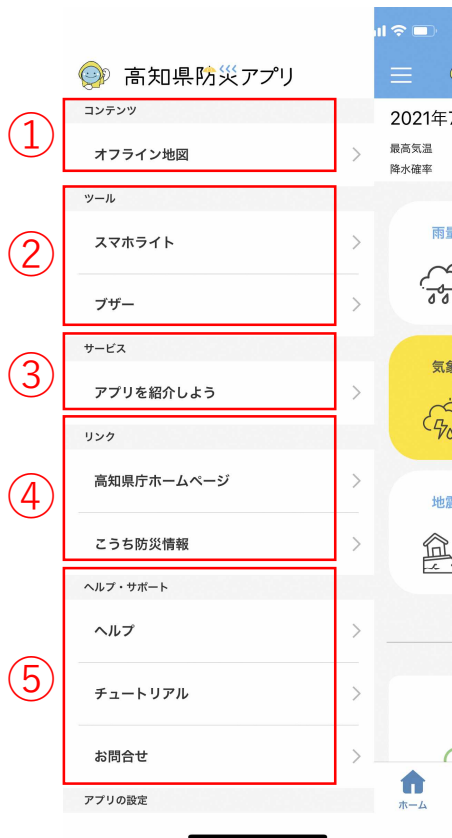 高知県防災アプリ
コンテンツ
① オフライン地図
ツール
② スマホライト
ブザー
サービス
③ アプリを紹介しよう
リンク
④ 高知県庁ホームページ
こうち防災情報
ヘルプ・サポート
ヘルプ
⑤ チュートリアル
お問合せ
アプリの設定
2021年
最高気温
降水確率
雨量
気象
地震
ホーム